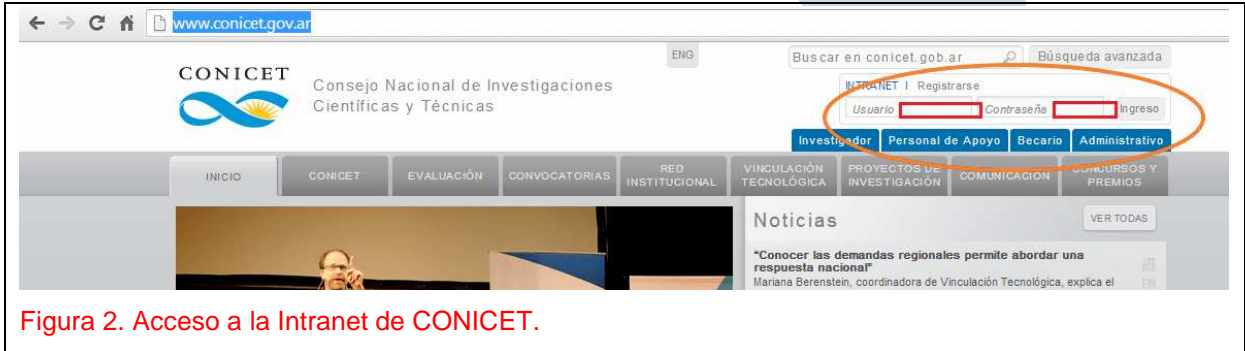 www.conicet.gov.ar
ENG
Buscar en conicet.gob.ar
Búsqueda avanzada
CONICET
Consejo Nacional de Investigaciones
Científicas y Técnicas
INTRANET | Registrarse
Usuario
Contraseña
Ingreso
Investigador
Personal de Apoyo
Becario
Administrativo
INICIO
CONICET
EVALUACIÓN
CONVOCATORIAS
RED
INSTITUCIONAL
VINCULACIÓN
TECNOLÓGICA
PROYECTOS DE
INVESTIGACIÓN
COMUNICACIÓN
CONCURSOS Y
PREMIOS
Noticias
VER TODAS
"Conocer las demandas regionales permite abordar una
respuesta nacional"
Mariana Berenstein, coordinadora de Vinculación Tecnológica, explica el
EN
Figura 2. Acceso a la Intranet de CONICET.